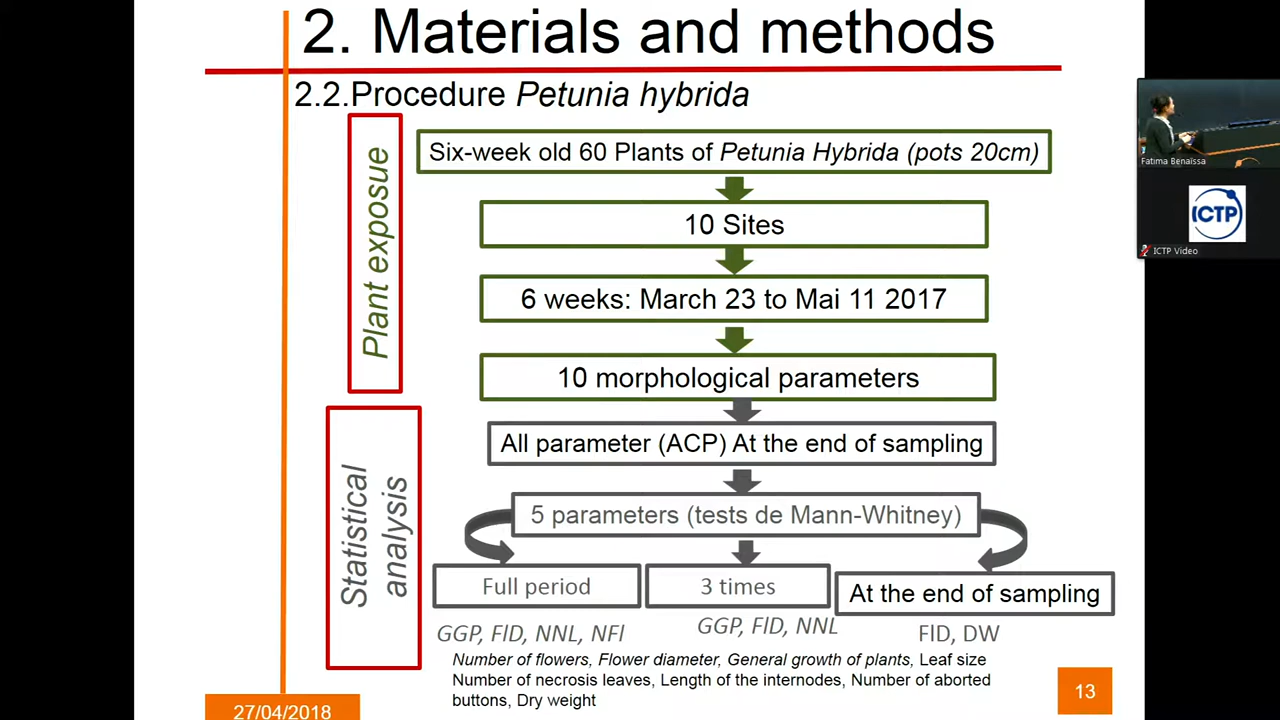 2. Materials and methods
2.2.Procedure Petunia hybrida
Plant exposue
Six-week old 60 Plants of Petunia Hybrida (pots 20cm)
10 Sites
6 weeks: March 23 to Mai 11 2017
10 morphological parameters
Statistical
analysis
All parameter (ACP) At the end of sampling
5 parameters (tests de Mann-Whitney)
Full period
3 times
At the end of sampling
GGP, FlD, NNL, NFl
GGP, FlD, NNL
FlD, DW
Number of flowers, Flower diameter, General growth of plants, Leaf size
Number of necrosis leaves, Length of the internodes, Number of aborted
buttons, Dry weight
27/04/2018
13
Fatima Benaissa
ICTP
ICTP Video